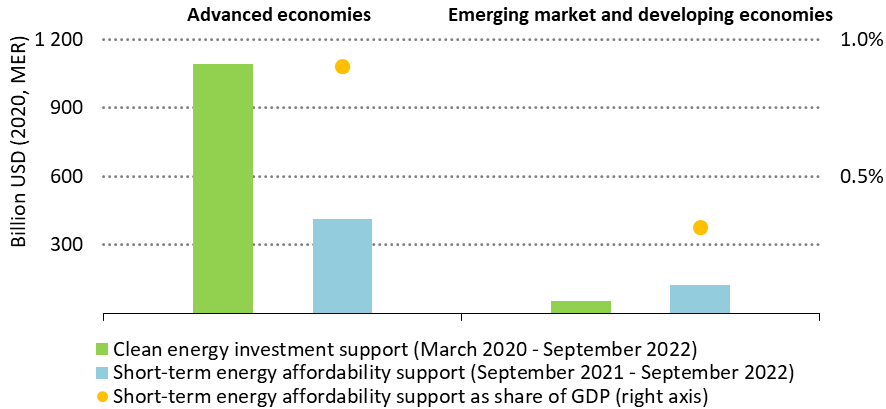 Advanced economies Emerging market and developing economies
Billion USD (2020, MER)
1 200 1.0%
900
600 0.5%
300
Clean energy investment support (March 2020 - September 2022)
Short-term energy affordability support (September 2021 - September 2022)
Short-term energy affordability support as share of GDP (right axis)